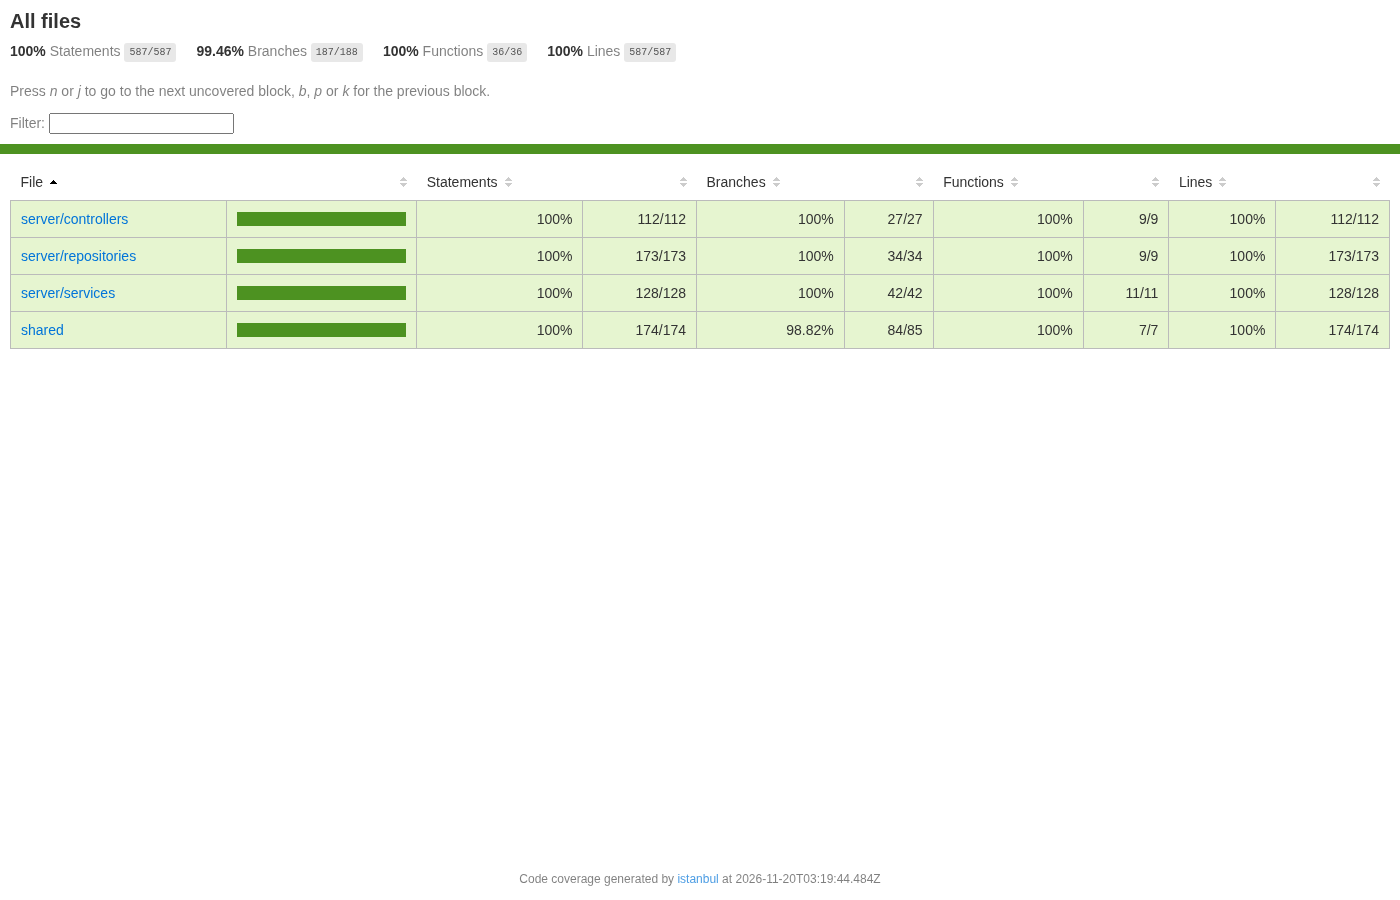 All files
100% Statements 587/587 99.46% Branches 187/188 100% Functions 36/36 100% Lines 587/587
Press n or j to go to the next uncovered block, b, p or k for the previous block.
Filter:
File Statements Branches Functions Lines
server/controllers 100% 112/112 100% 27/27 100% 9/9 100% 112/112
server/repositories 100% 173/173 100% 34/34 100% 9/9 100% 173/173
server/services 100% 128/128 100% 42/42 100% 11/11 100% 128/128
shared 100% 174/174 98.82% 84/85 100% 7/7 100% 174/174
Code coverage generated by istanbul at 2026-11-20T03:19:44.484Z